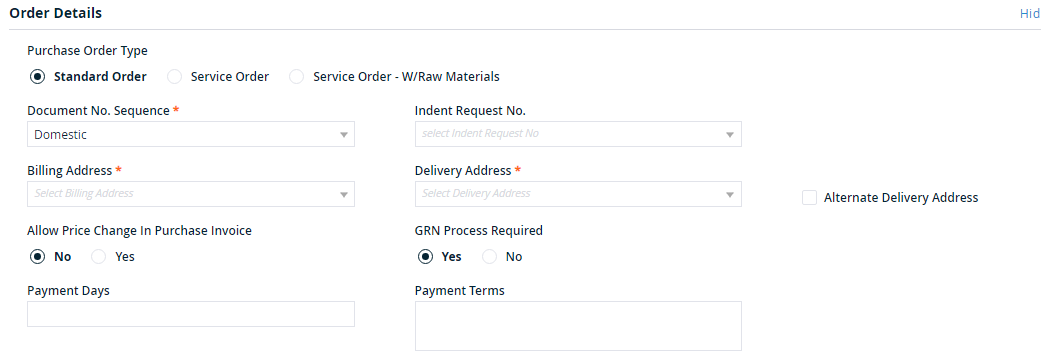 Order Details
Hid
Purchase Order Type
Standard Order Service Order Service Order - W/Raw Materials
Document No. Sequence * Indent Request No.
Domestic select Indent Request No
Billing Address * Delivery Address *
Select Billing Address Select Delivery Address
Alternate Delivery Address
Allow Price Change In Purchase Invoice GRN Process Required
No Yes Yes No
Payment Days Payment Terms